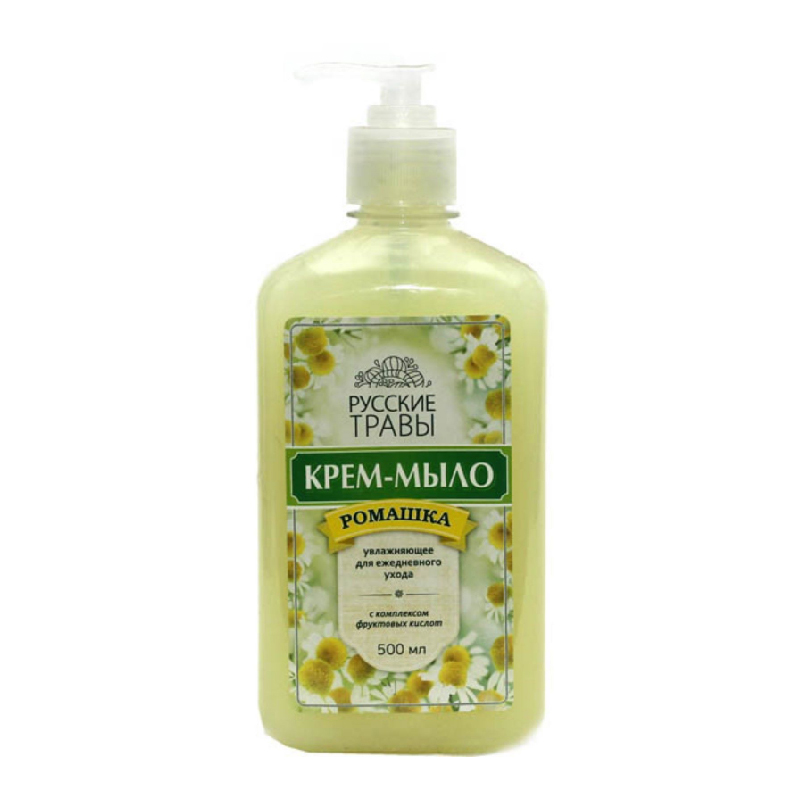 РУССКИЕ
ТРАВЫ
КРЕМ-МЫЛО
РОМАШКА
увлажняющее
для ежедневного
ухода
с комплексом
фруктовых кислот
500 мл